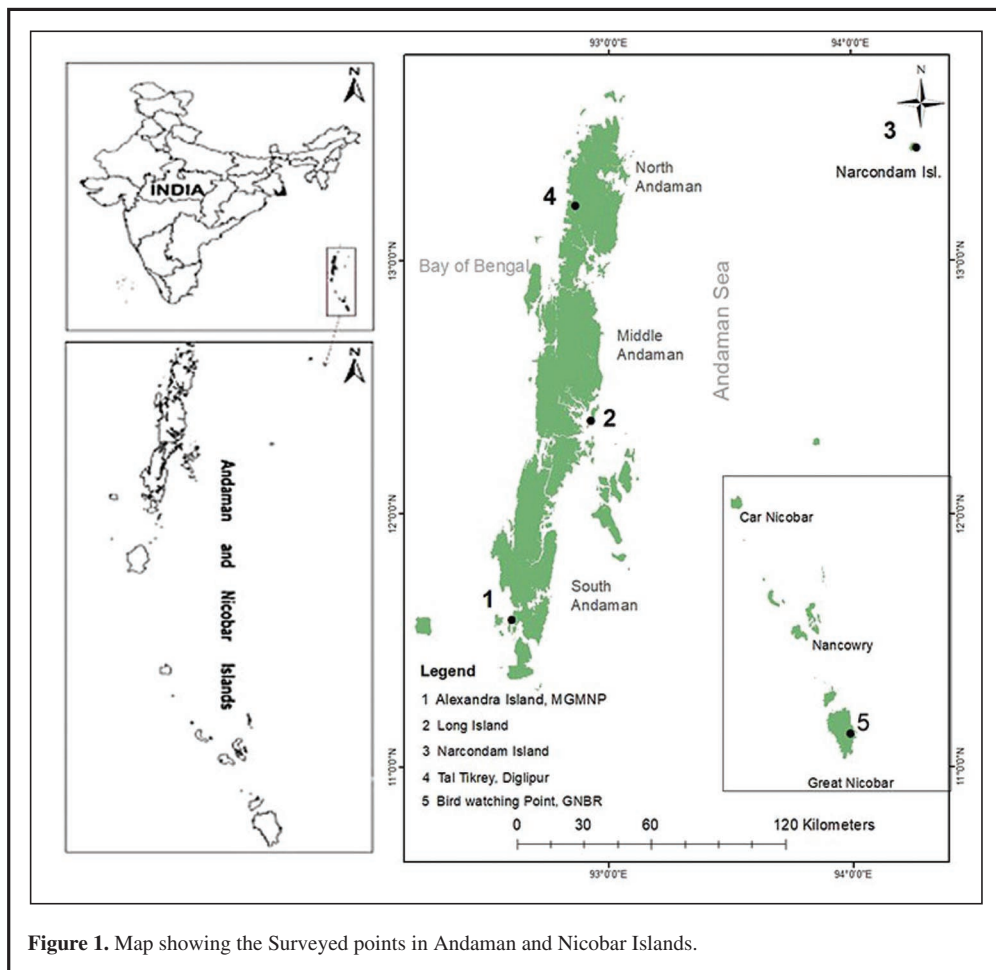 N
INDIA
N
Andaman and Nicobar Islands
93°0'0"E
94°0'0"E
N
3
Narcondam Isl.
North
Andaman
4
Bay of Bengal
13°0'0"N
13°0'0"N
Andaman Sea
Middle
Andaman
2
12°0'0"N
12°0'0"N
Car Nicobar
South
Andaman
1
Nancowry
5
Great Nicobar
11°0'0"N
11°0'0"N
Legend
1 Alexandra Island, MGMNP
2 Long Island
3 Narcondam Island
4 Tal Tikrey, Diglipur
5 Bird watching Point, GNBR
0 30 60 120 Kilometers
93°0'0"E
94°0'0"E
Figure 1. Map showing the Surveyed points in Andaman and Nicobar Islands.